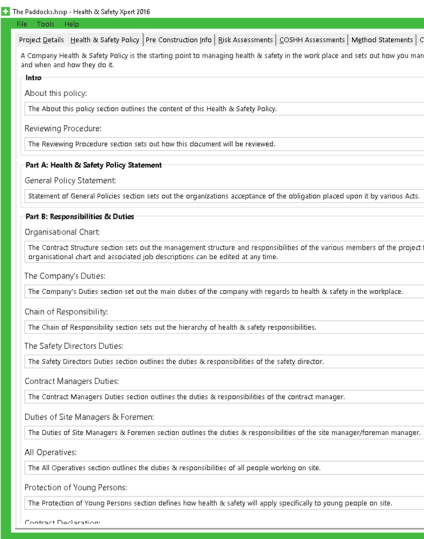 The Paddocks.hsxp - Health & Safety Xpert 2016
File Tools Help
Project Details Health & Safety Policy Pre Construction Info Risk Assessments COSHH Assessments Method Statements C
A Company Health & Safety Policy is the starting point to managing health & safety in the work place and sets out how you man
and when and how they do it.
Intro
About this policy:
The About this policy section outlines the content of this Health & Safety Policy.
Reviewing Procedure:
The Reviewing Procedure section sets out how this document will be reviewed.
Part A: Health & Safety Policy Statement
General Policy Statement:
Statement of General Policies section sets out the organizations acceptance of the obligation placed upon it by various Acts.
Part B: Responsibilities & Duties
Organisational Chart:
The Contract Structure section sets out the management structure and responsibilities of the various members of the project
organisational chart and associated job descriptions can be edited at any time.
The Company's Duties:
The Company's Duties section set out the main duties of the company with regards to health & safety in the workplace.
Chain of Responsibility:
The Chain of Responsibility section sets out the hierarchy of health & safety responsibilities.
The Safety Directors Duties:
The Safety Directors Duties section outlines the duties & responsibilities of the safety director.
Contract Managers Duties:
The Contract Managers Duties section outlines the duties & responsibilities of the contract manager.
Duties of Site Managers & Foremen:
The Duties of Site Managers & Foremen section outlines the duties & responsibilities of the site manager/foreman manager.
All Operatives:
The All Operatives section outlines the duties & responsibilities of all people working on site.
Protection of Young Persons:
The Protection of Young Persons section defines how health & safety will apply specifically to young people on site.
Contract Declaration: